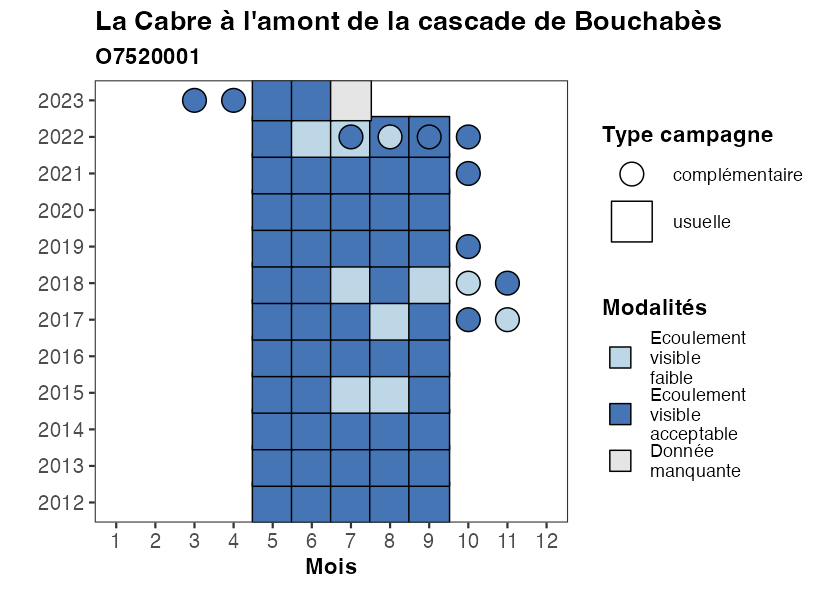 La Cabre à l'amont de la cascade de Bouchabès
O7520001
2023
2022
2021
2020
2019
2018
2017
2016
2015
2014
2013
2012
1 2 3 4 5 6 7 8 9 10 11 12
Mois
Type campagne
complémentaire
usuelle
Modalités
Ecoulement
visible
faible
Ecoulement
visible
acceptable
Donnée
manquante